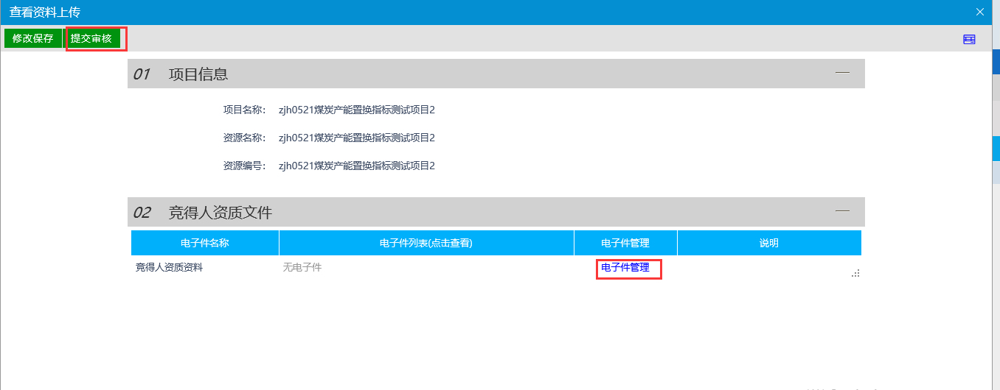 查看资料上传
修改保存 提交审核
01 项目信息
项目名称： zjh0521煤炭产能置换指标测试项目2
资源名称： zjh0521煤炭产能置换指标测试项目2
资源编号： zjh0521煤炭产能置换指标测试项目2
02 竞得人资质文件
电子件名称 电子件列表(点击查看) 电子件管理 说明
竞得人资质资料 无电子件 电子件管理